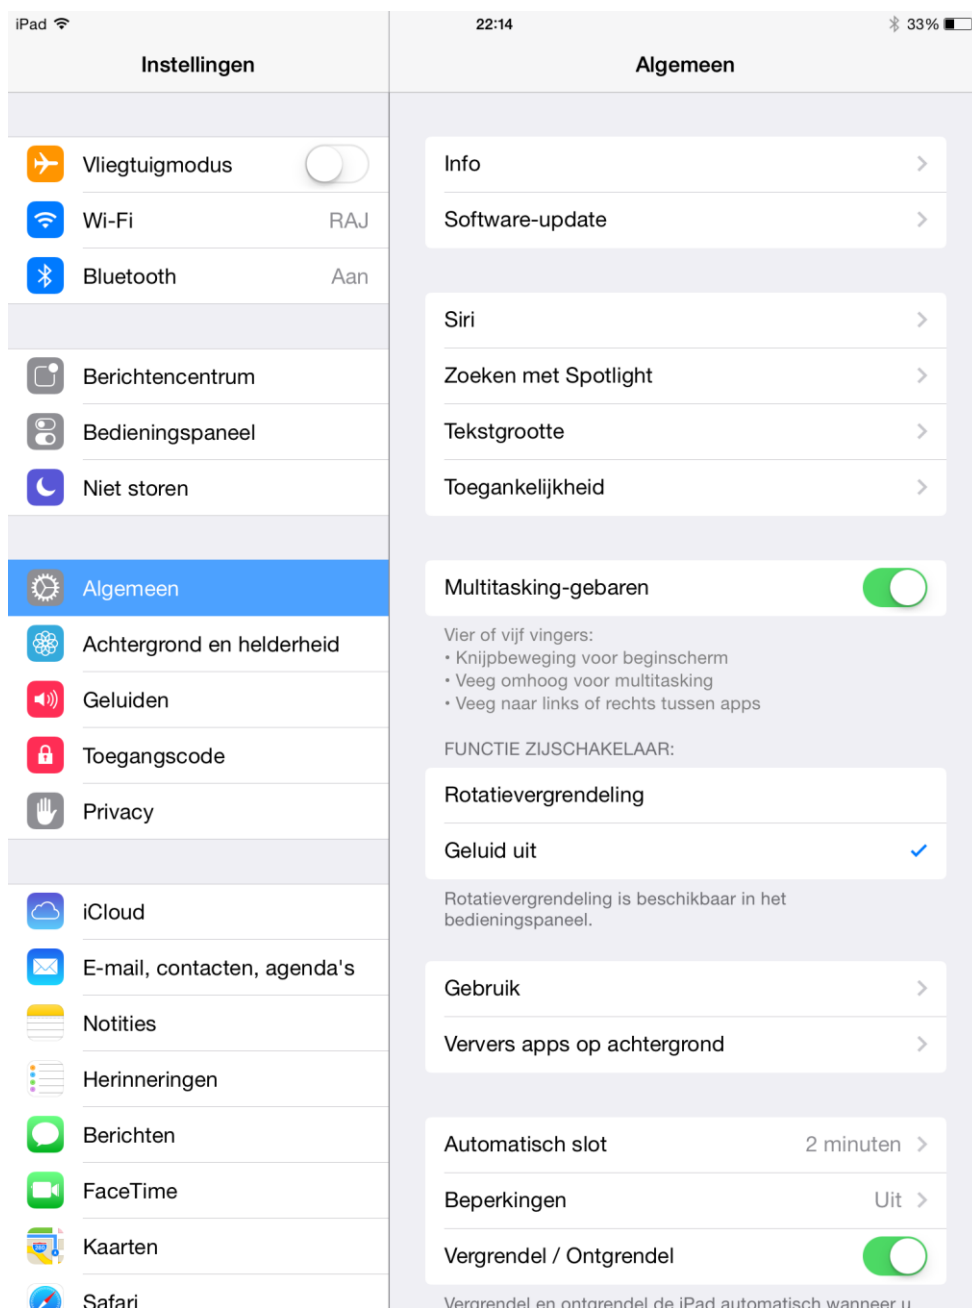 iPad 22:14 33%
Instellingen
Vliegtuigmodus
Wi-Fi RAJ
Bluetooth Aan
Berichtencentrum
Bedieningspaneel
Niet storen
Algemeen
Achtergrond en helderheid
Geluiden
Toegangscode
Privacy
iCloud
E-mail, contacten, agenda's
Notities
Herinneringen
Berichten
FaceTime
Kaarten
Safari
Algemeen
Info
Software-update
Siri
Zoeken met Spotlight
Tekstgrootte
Toegankelijkheid
Multitasking-gebaren
Vier of vijf vingers:
• Knijpbeweging voor beginscherm
• Veeg omhoog voor multitasking
• Veeg naar links of rechts tussen apps
FUNCTIE ZIJSCHAKELAAR:
Rotatievergrendeling
Geluid uit
Rotatievergrendeling is beschikbaar in het
bedieningspaneel.
Gebruik
Ververs apps op achtergrond
Automatisch slot 2 minuten
Beperkingen Uit
Vergrendel / Ontgrendel
Vergrendel en ontgrendel de iPad automatisch wanneer u